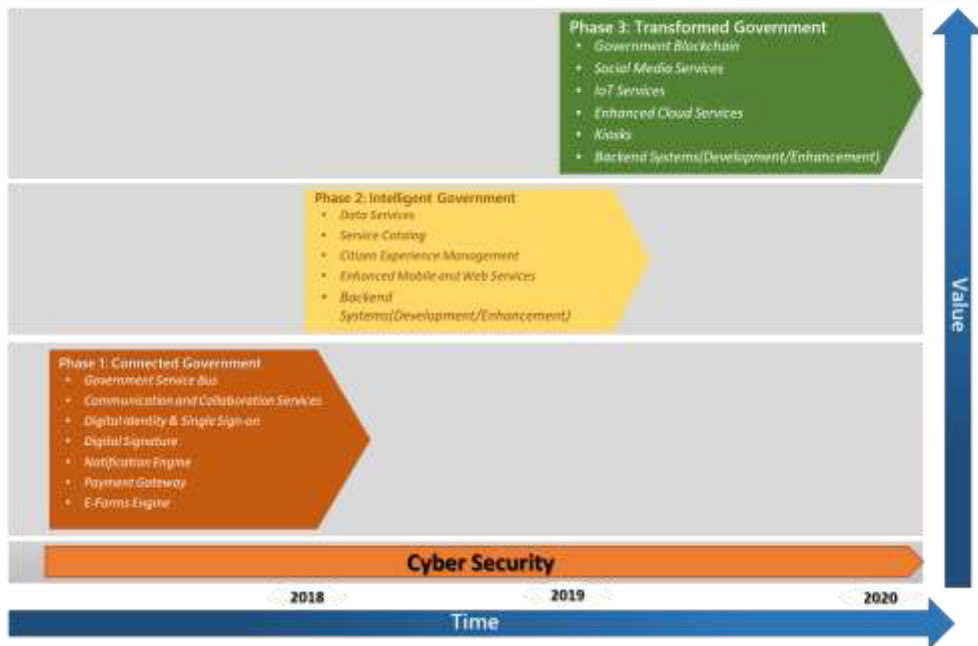 Phase 3: Transformed Government
• Government Blockchain
• Social Media Services
• IoT Services
• Enhanced Cloud Services
• Kiosks
• Backend Systems(Development/Enhancement)
Phase 2: Intelligent Government
• Data Services
• Service Catalog
• Citizen Experience Management
• Enhanced Mobile and Web Services
• Backend
Systems(Development/Enhancement)
Phase 1: Connected Government
• Government Service Bus
• Communication and Collaboration Services
• Digital Identity & Single Sign-on
• Digital Signature
• Notification Engine
• Payment Gateway
• E-Forms Engine
Value
Cyber Security
2018
2019
2020
Time